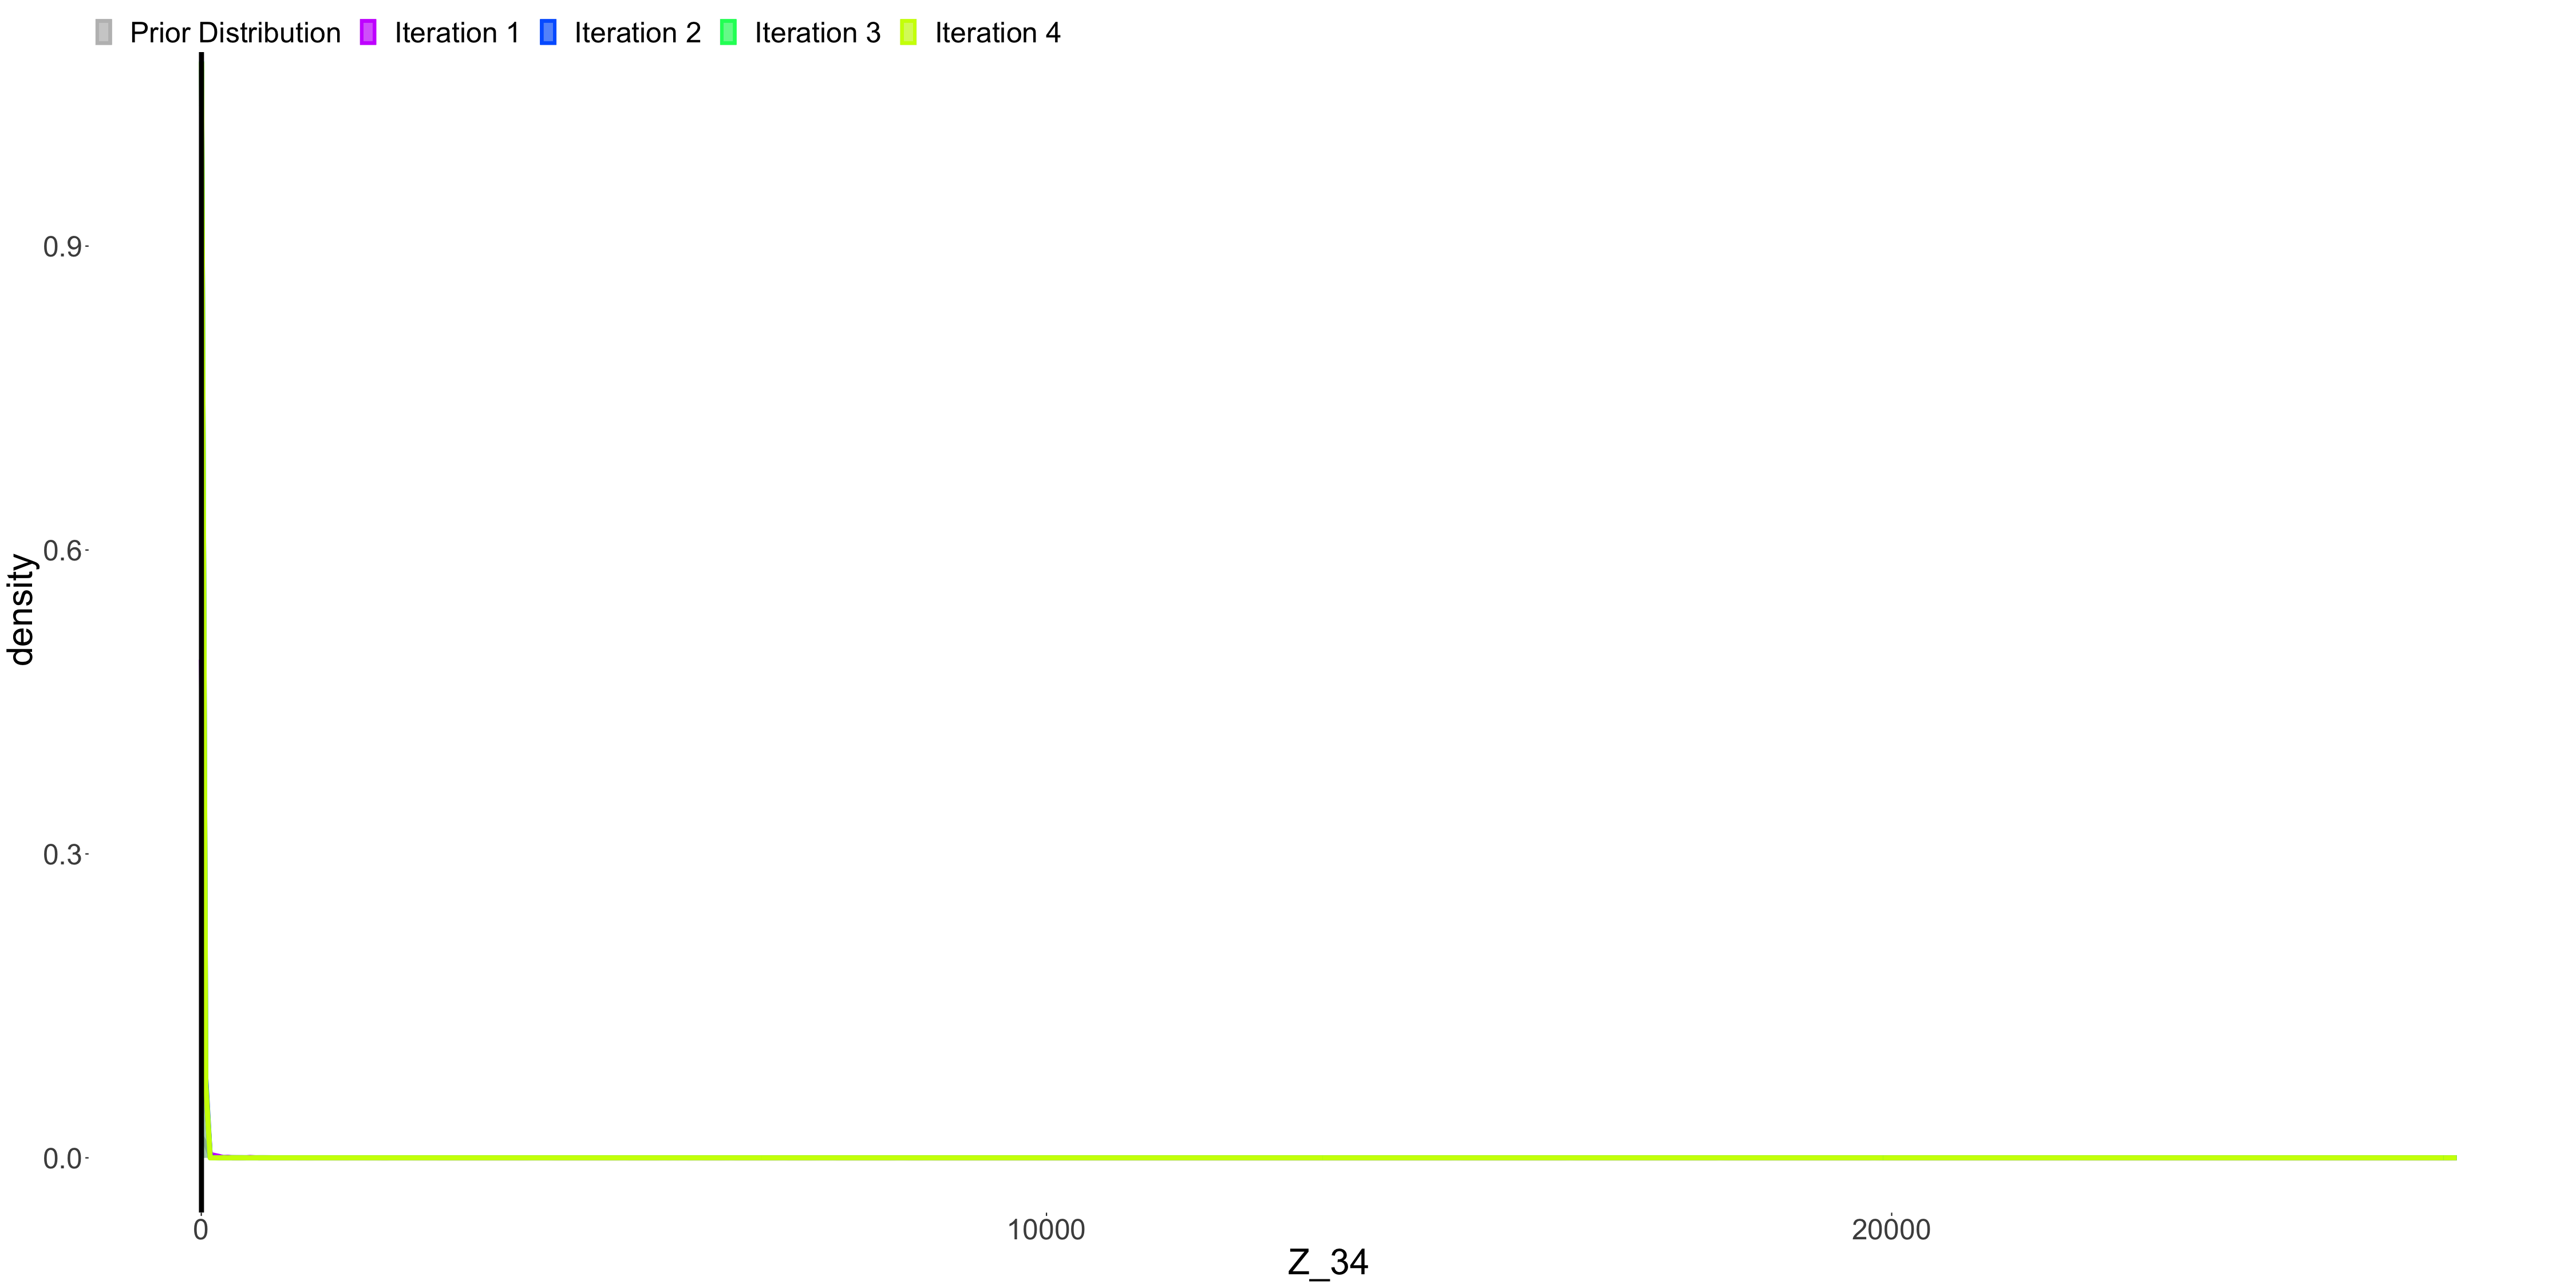 Prior Distribution Iteration 1 Iteration 2 Iteration 3 Iteration 4
0.9
0.6
0.3
0.0
density
0 10000 20000
Z_34